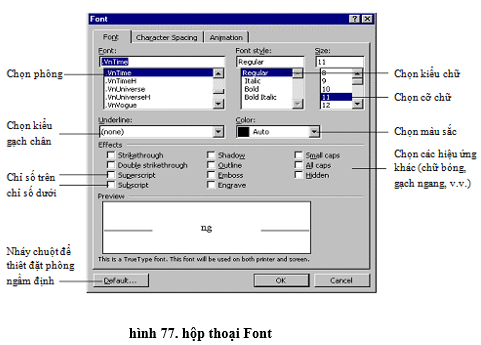 Font
Font
Character Spacing
Animation
Font:
Font style:
Size:
.VnTime
Regular
11
.VnTime
.VnTimeH
.VnUniverse
.VnUniverseH
.VnVogue
Regular
Italic
Bold
Bold Italic
8
9
10
11
12
Underline:
Color:
(none)
Auto
Effects
Strikethrough
Double strikethrough
Superscript
Subscript
Shadow
Outline
Emboss
Engrave
Small caps
All caps
Hidden
Preview
ng
This is a TrueType font. This font will be used on both printer and screen.
Default...
OK
Cancel
Chọn phông
Chọn kiểu
gạch chân
Chỉ số trên
chỉ số dưới
Nháy chuột để
thiết đặt phông
ngầm định
Chọn kiểu chữ
Chọn cỡ chữ
Chọn màu sắc
Chọn các hiệu ứng
khác (chữ bóng,
gạch ngang, v.v.)
hình 77. hộp thoại Font